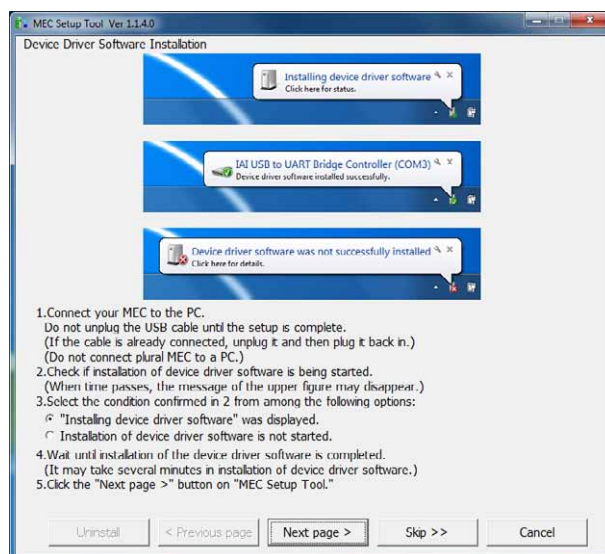 MEC Setup Tool Ver 1.1.4.0
Device Driver Software Installation
Installing device driver software
Click here for status.
IAI USB to UART Bridge Controller (COM3)
Device driver software installed successfully.
Device driver software was not successfully installed
Click here for details.
1.Connect your MEC to the PC.
Do not unplug the USB cable until the setup is complete.
(If the cable is already connected, unplug it and then plug it back in.)
(Do not connect plural MEC to a PC.)
2.Check if installation of device driver software is being started.
(When time passes, the message of the upper figure may disappear.)
3.Select the condition confirmed in 2 from among the following options:
"Installing device driver software" was displayed.
Installation of device driver software is not started.
4.Wait until installation of the device driver software is completed.
(It may take several minutes in installation of device driver software.)
5.Click the "Next page >" button on "MEC Setup Tool."
Uninstall
< Previous page
Next page >
Skip >>
Cancel